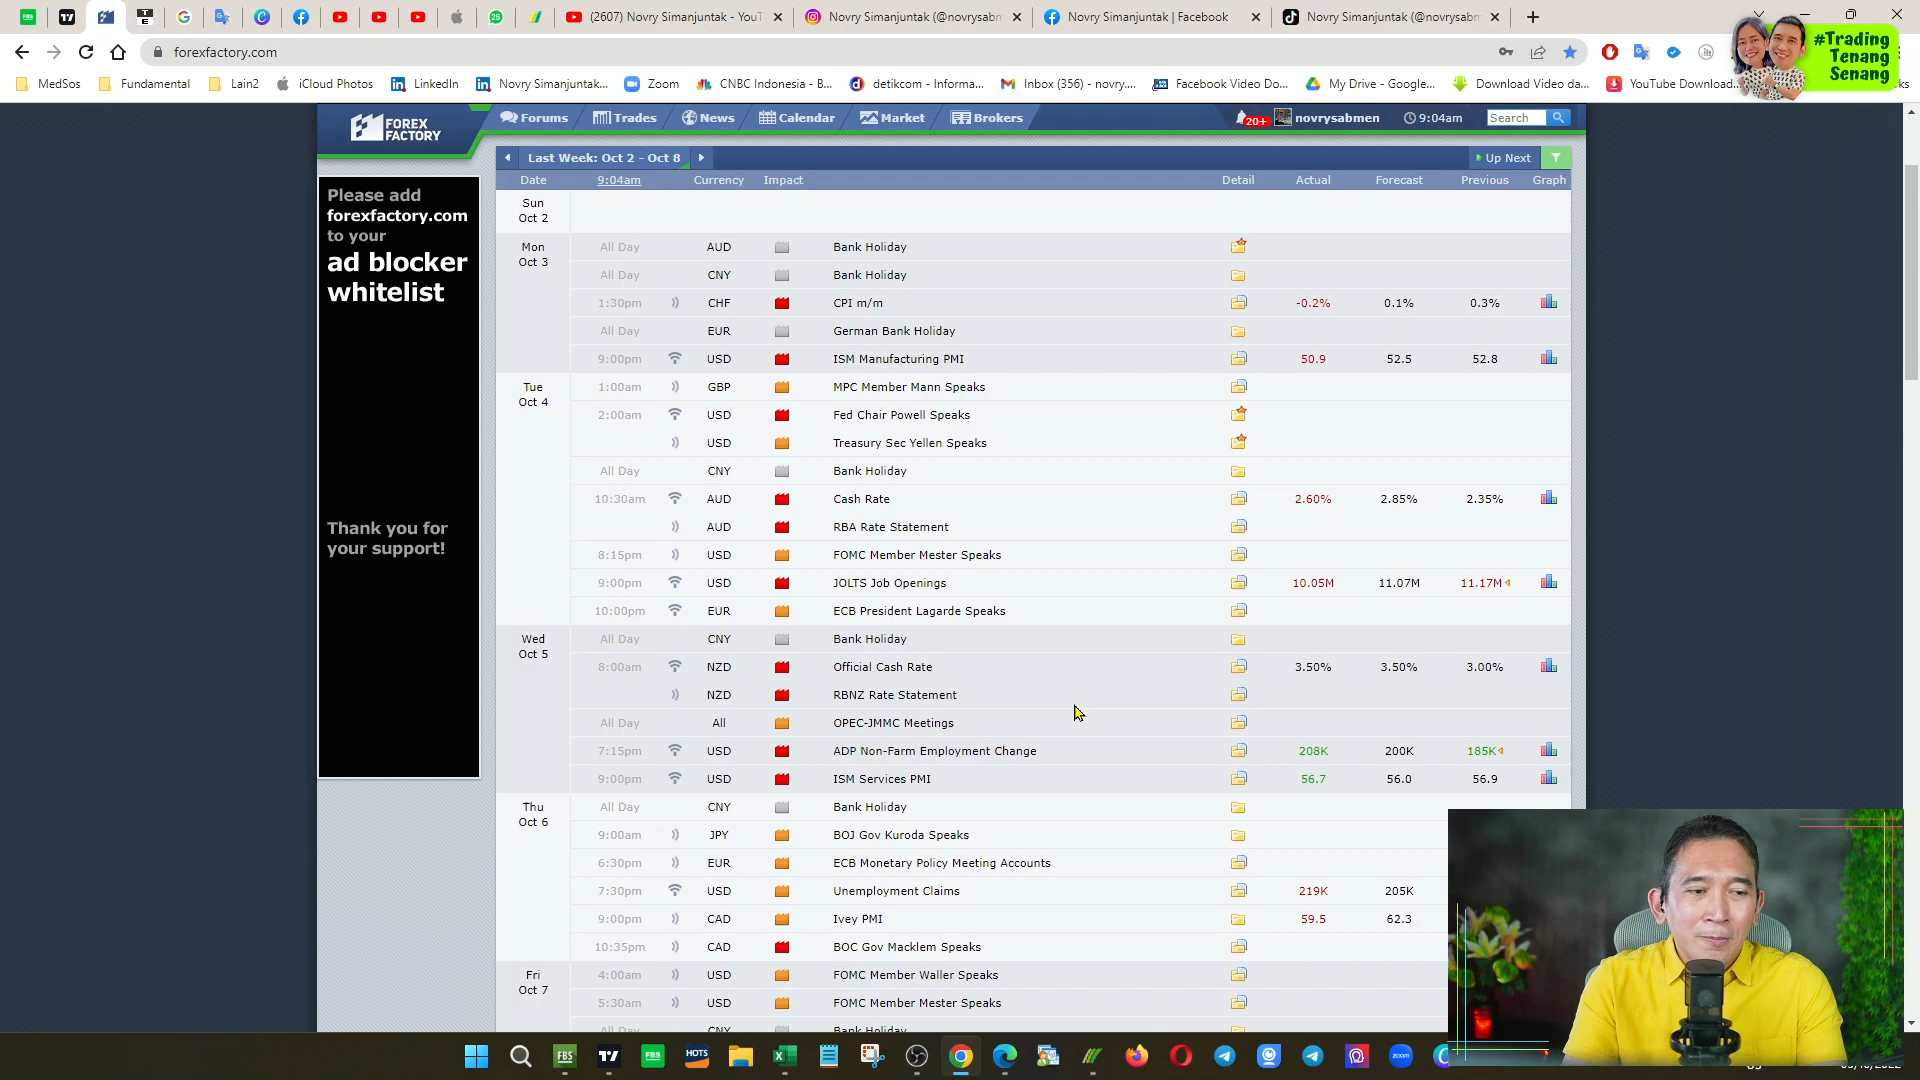 (2607) Novry Simanjuntak - YouT
Novry Simanjuntak (@novrysabm
Novry Simanjuntak | Facebook
Novry Simanjuntak (@novrysabm
forexfactory.com
#Trading
Tenang
Senang
MedSos
Fundamental
Lain2
iCloud Photos
LinkedIn
Novry Simanjuntak...
Zoom
CNBC Indonesia - B...
detikcom - Informa...
Inbox (356) - novry....
Facebook Video Do...
My Drive - Google...
Download Video da...
YouTube Download...
FOREX
FACTORY
Forums
Trades
News
Calendar
Market
Brokers
20+
novrysabmen
9:04am
Search
Please add
forexfactory.com
to your
ad blocker
whitelist
Thank you for
your support!
Last Week: Oct 2 - Oct 8
Up Next
Date 9:04am Currency Impact Detail Actual Forecast Previous Graph
Sun
Oct 2
Mon
Oct 3
All Day AUD Bank Holiday
All Day CNY Bank Holiday
1:30pm CHF CPI m/m -0.2% 0.1% 0.3%
All Day EUR German Bank Holiday
9:00pm USD ISM Manufacturing PMI 50.9 52.5 52.8
Tue
Oct 4
1:00am GBP MPC Member Mann Speaks
2:00am USD Fed Chair Powell Speaks
USD Treasury Sec Yellen Speaks
All Day CNY Bank Holiday
10:30am AUD Cash Rate 2.60% 2.85% 2.35%
AUD RBA Rate Statement
8:15pm USD FOMC Member Mester Speaks
9:00pm USD JOLTS Job Openings 10.05M 11.07M 11.17M
10:00pm EUR ECB President Lagarde Speaks
Wed
Oct 5
All Day CNY Bank Holiday
8:00am NZD Official Cash Rate 3.50% 3.50% 3.00%
NZD RBNZ Rate Statement
All Day All OPEC-JMMC Meetings
7:15pm USD ADP Non-Farm Employment Change 208K 200K 185K
9:00pm USD ISM Services PMI 56.7 56.0 56.9
Thu
Oct 6
All Day CNY Bank Holiday
9:00am JPY BOJ Gov Kuroda Speaks
6:30pm EUR ECB Monetary Policy Meeting Accounts
7:30pm USD Unemployment Claims 219K 205K
9:00pm CAD Ivey PMI 59.5 62.3
10:35pm CAD BOC Gov Macklem Speaks
Fri
Oct 7
4:00am USD FOMC Member Waller Speaks
5:30am USD FOMC Member Mester Speaks
All Day CNY Bank Holiday
FBS
FBS
HOTS
zoom